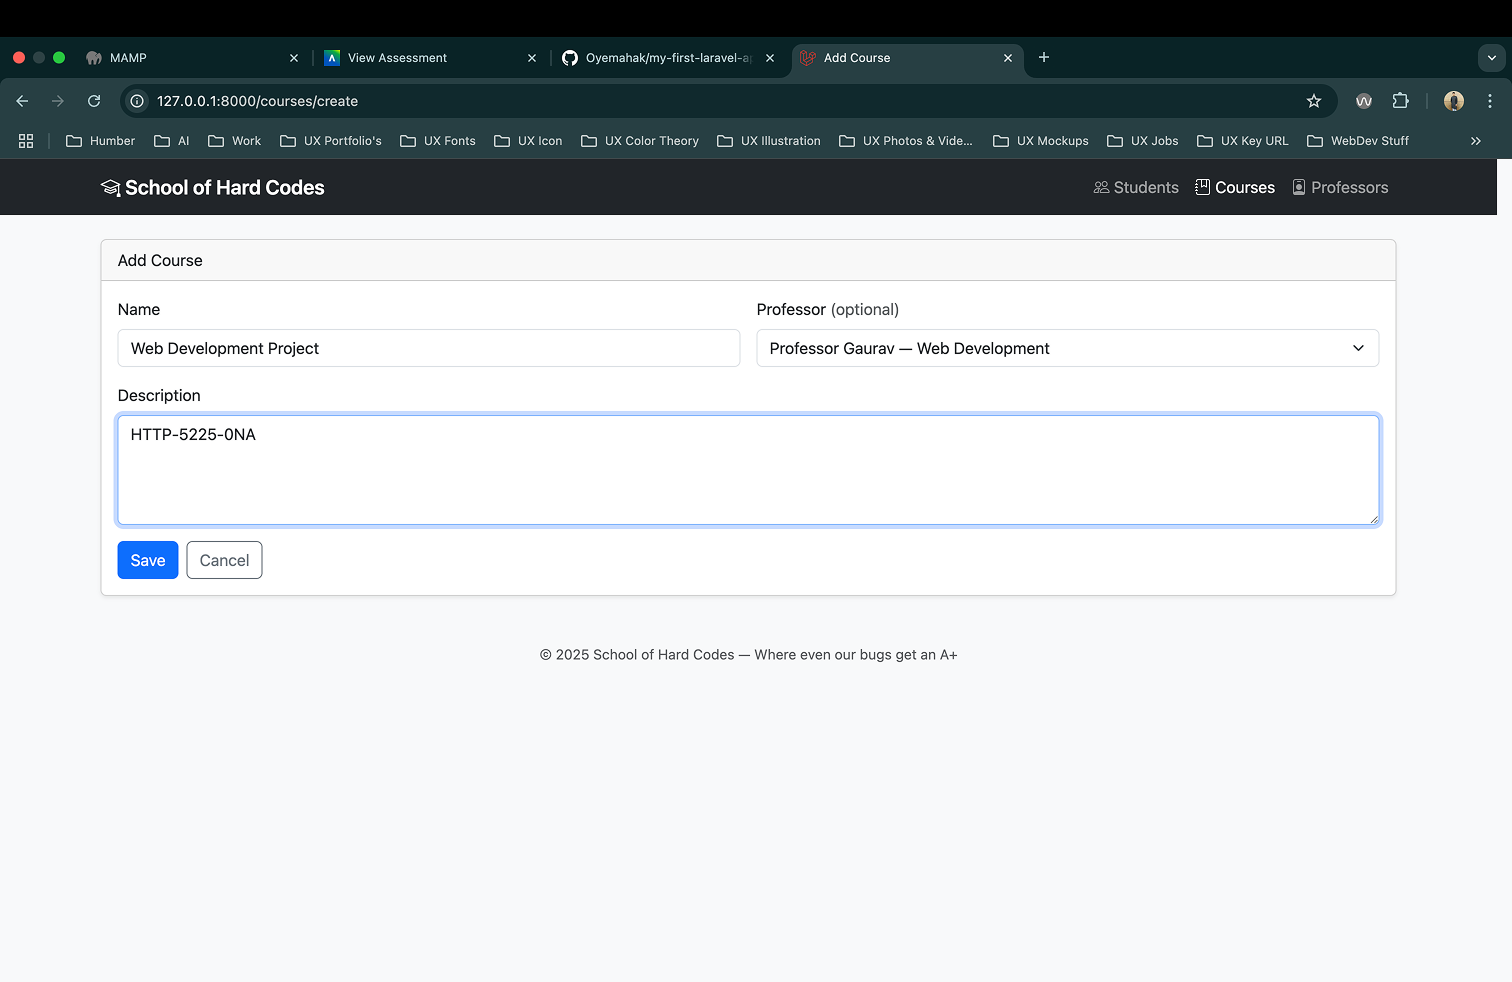 MAMP
View Assessment
Oyemahak/my-first-laravel-ap
Add Course
127.0.0.1:8000/courses/create
Humber
AI
Work
UX Portfolio's
UX Fonts
UX Icon
UX Color Theory
UX Illustration
UX Photos & Vide...
UX Mockups
UX Jobs
UX Key URL
WebDev Stuff
School of Hard Codes
Students
Courses
Professors
Add Course
Name
Professor (optional)
Web Development Project
Professor Gaurav — Web Development
Description
HTTP-5225-0NA
Save
Cancel
© 2025 School of Hard Codes — Where even our bugs get an A+